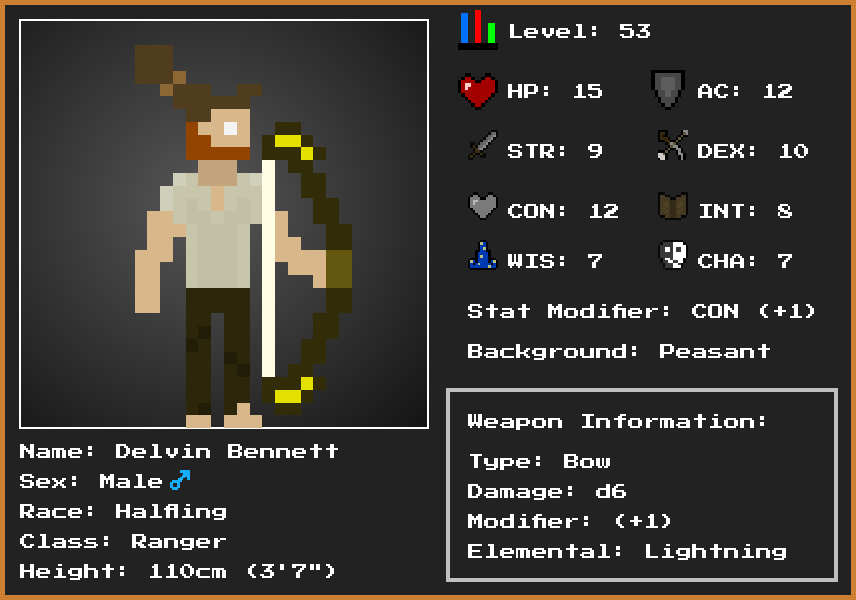 Level: 53
HP: 15
AC: 12
STR: 9
DEX: 10
CON: 12
INT: 8
WIS: 7
CHA: 7
Stat Modifier: CON (+1)
Background: Peasant
Weapon Information:
Type: Bow
Damage: d6
Modifier: (+1)
Elemental: Lightning
Name: Delvin Bennett
Sex: Male ♂
Race: Halfling
Class: Ranger
Height: 110cm (3'7")